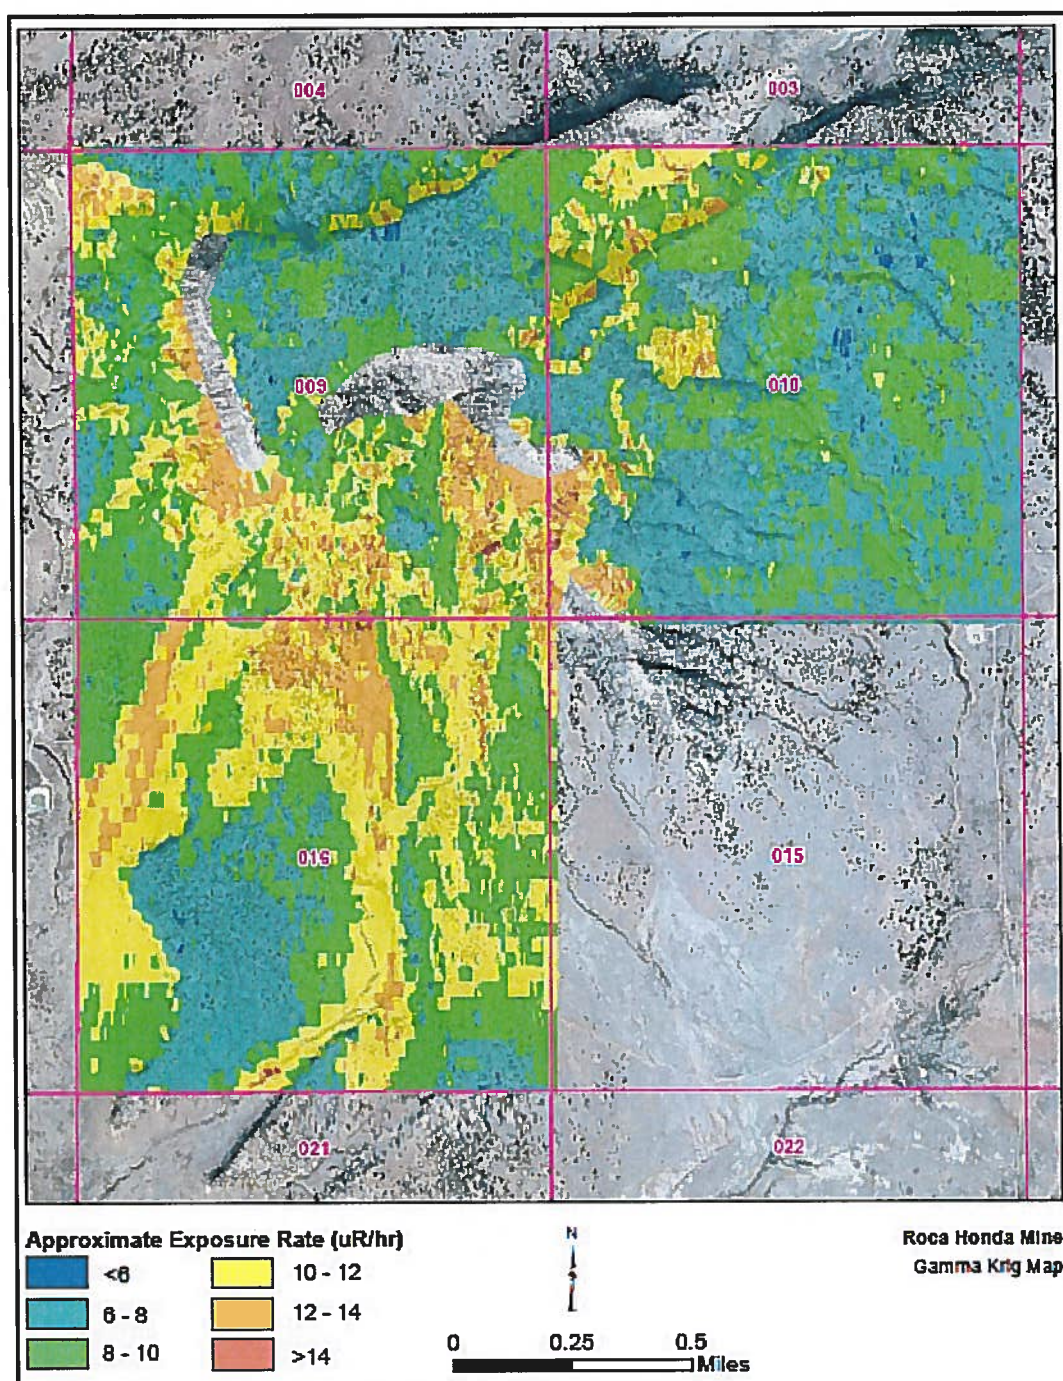 004
003
009
010
016
015
021
022
Approximate Exposure Rate (uR/hr)
<6
6 - 8
8 - 10
10 - 12
12 - 14
>14
N
0 0.25 0.5
Miles
Roca Honda Mine
Gamma Krig Map